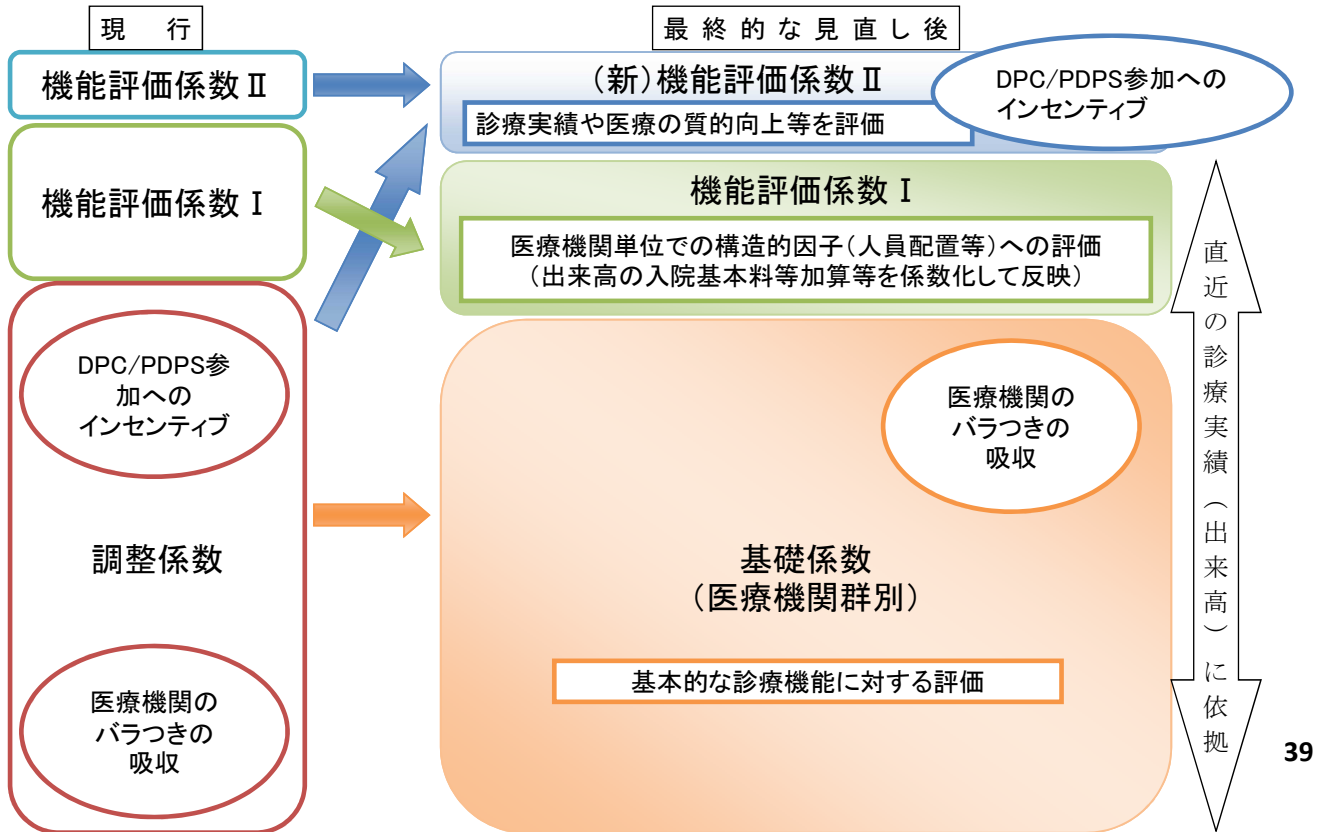 現　行
機能評価係数Ⅱ
機能評価係数Ⅰ
DPC/PDPS参
加への
インセンティブ
調整係数
医療機関の
バラつきの
吸収
最終的な見直し後
（新）機能評価係数Ⅱ
診療実績や医療の質的向上等を評価
DPC/PDPS参加への
インセンティブ
機能評価係数Ⅰ
医療機関単位での構造的因子（人員配置等）への評価
（出来高の入院基本料等加算等を係数化して反映）
医療機関の
バラつきの
吸収
基礎係数
（医療機関群別）
基本的な診療機能に対する評価
直近の診療実績（出来高）に依拠
39